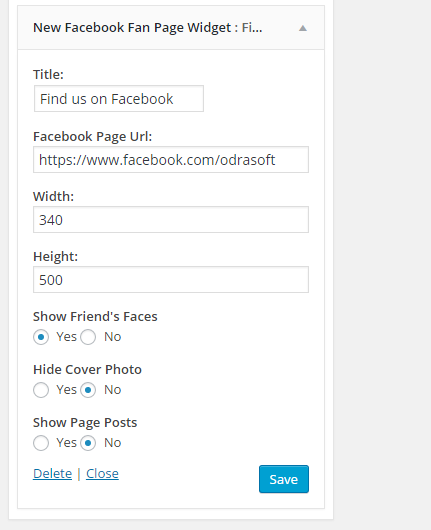 New Facebook Fan Page Widget : Fi...
Title:
Find us on Facebook
Facebook Page Url:
https://www.facebook.com/odrasoft
Width:
340
Height:
500
Show Friend's Faces
Yes No
Hide Cover Photo
Yes No
Show Page Posts
Yes No
Delete | Close Save